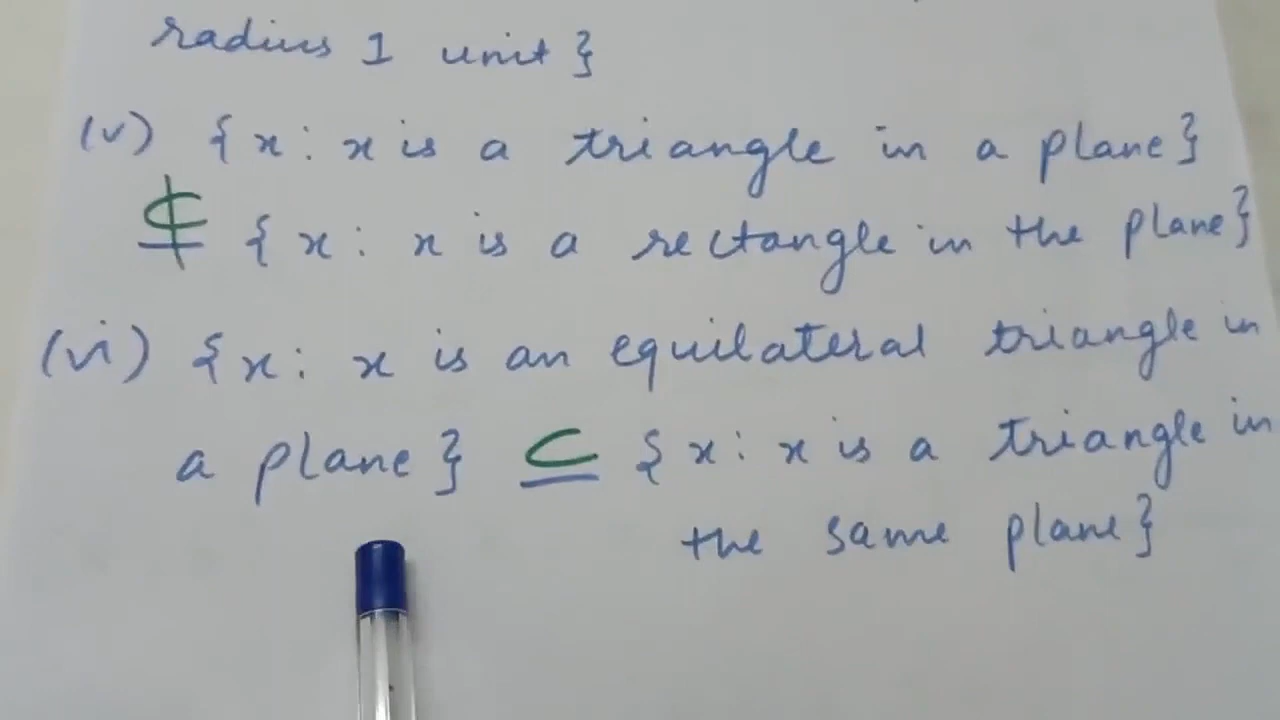 radius 1 unit}
(v) {x : x is a triangle in a plane}
⊄ {x : x is a rectangle in the plane}
(vi) {x : x is an equilateral triangle in
a plane} ⊂ {x : x is a triangle in
the same plane}